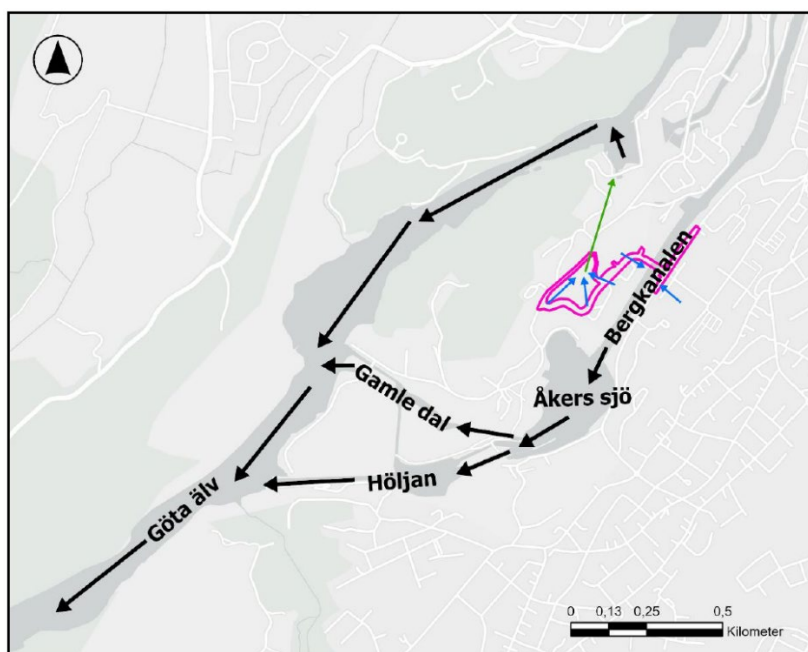 Bergkanalen
Åkers sjö
Gamle dal
Höljan
Göta älv
0 0,13 0,25 0,5
Kilometer